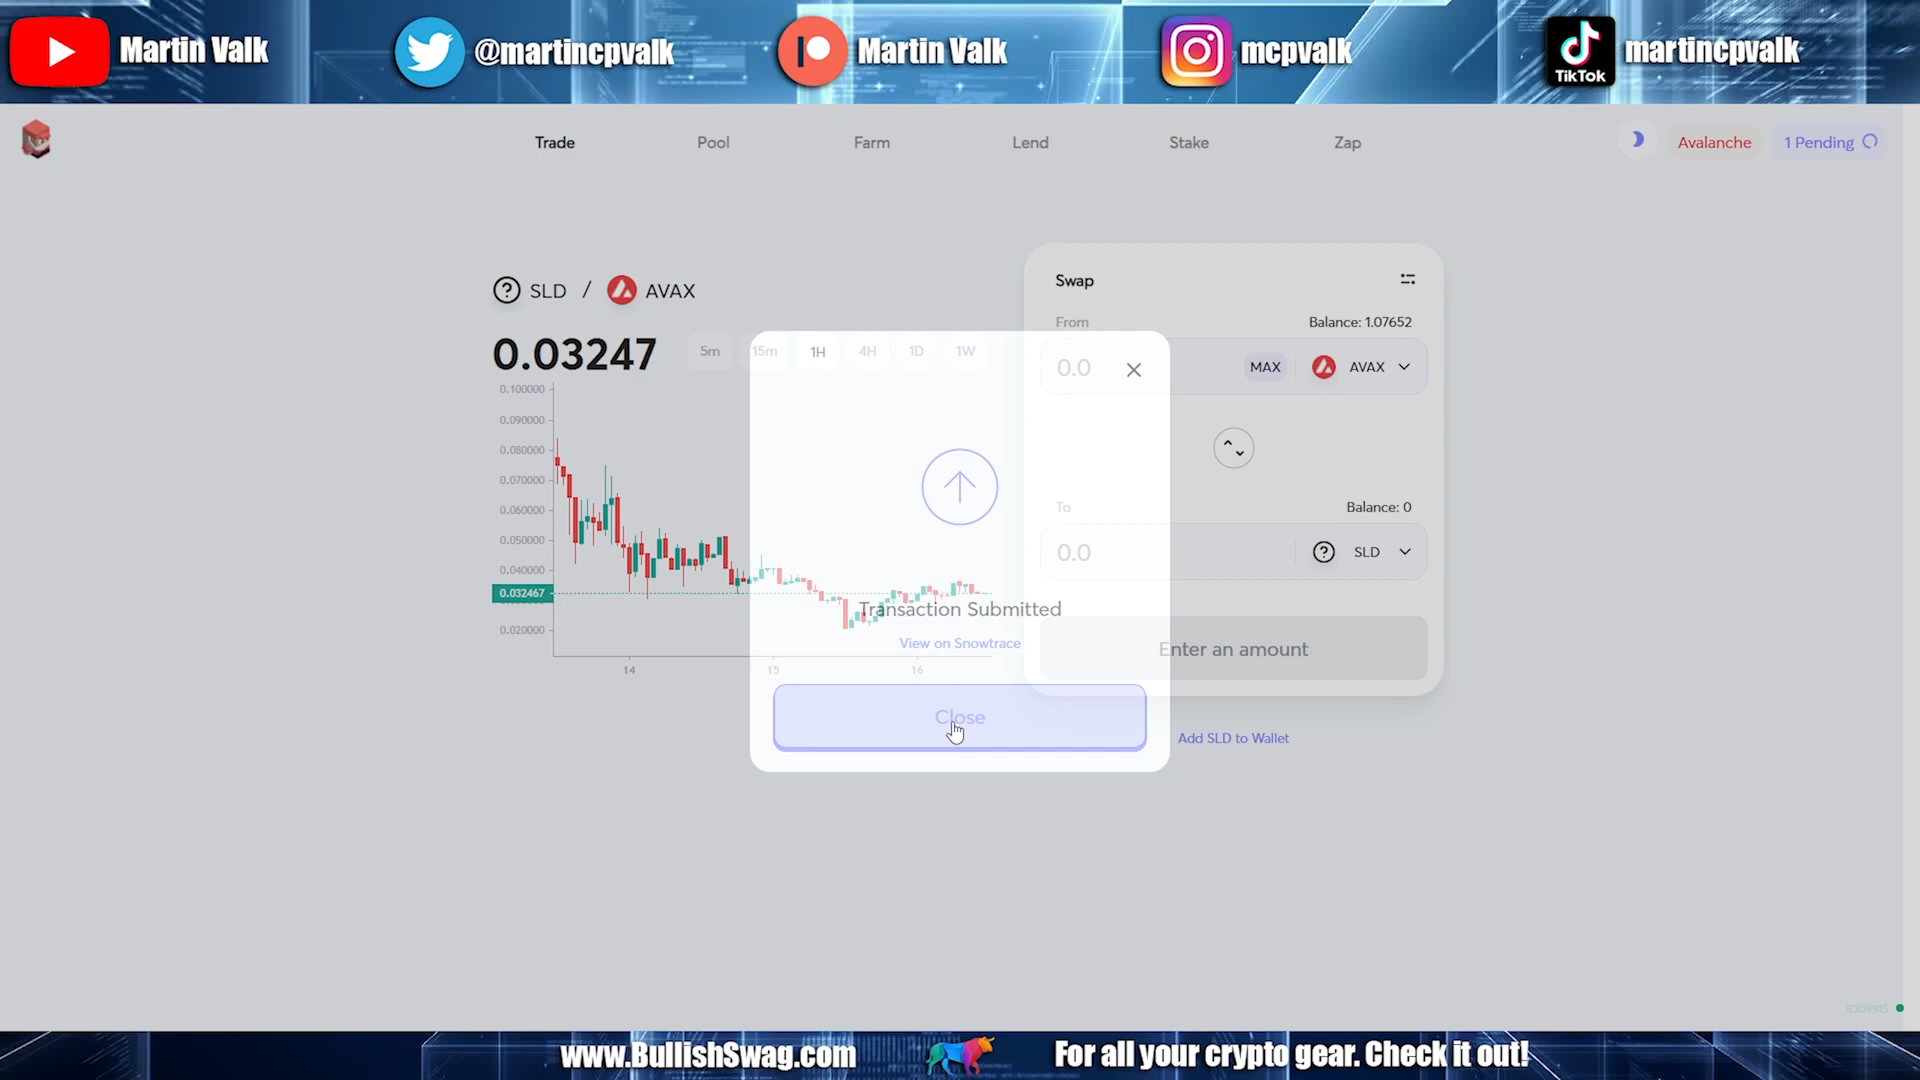 Martin Valk
@martincpvalk
Martin Valk
mcpvalk
TikTok
martincpvalk
Trade
Pool
Farm
Lend
Stake
Zap
Avalanche
1 Pending
SLD / AVAX
0.03247
5m
15m
1H
4H
1D
1W
0.100000
0.090000
0.080000
0.070000
0.060000
0.050000
0.040000
0.032467
0.020000
14
15
16
Swap
From
Balance: 1.07652
0.0
MAX
AVAX
To
Balance: 0
0.0
SLD
Enter an amount
Add SLD to Wallet
Transaction Submitted
View on Snowtrace
Close
8309915
www.BullishSwag.com
For all your crypto gear. Check it out!